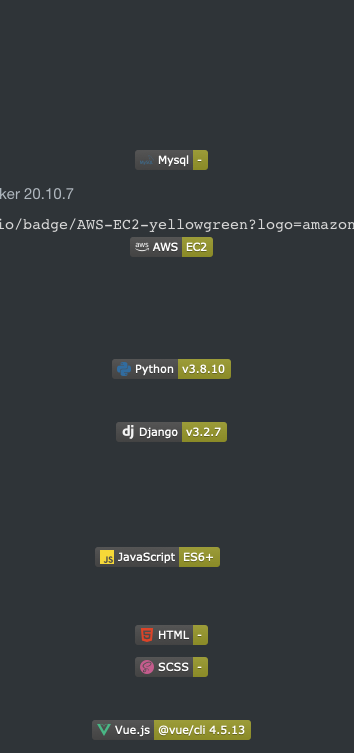 Mysql -
ker 20.10.7
io/badge/AWS-EC2-yellowgreen?logo=amazon
aws AWS EC2
Python v3.8.10
dj Django v3.2.7
JS JavaScript ES6+
HTML -
SCSS -
Vue.js @vue/cli 4.5.13